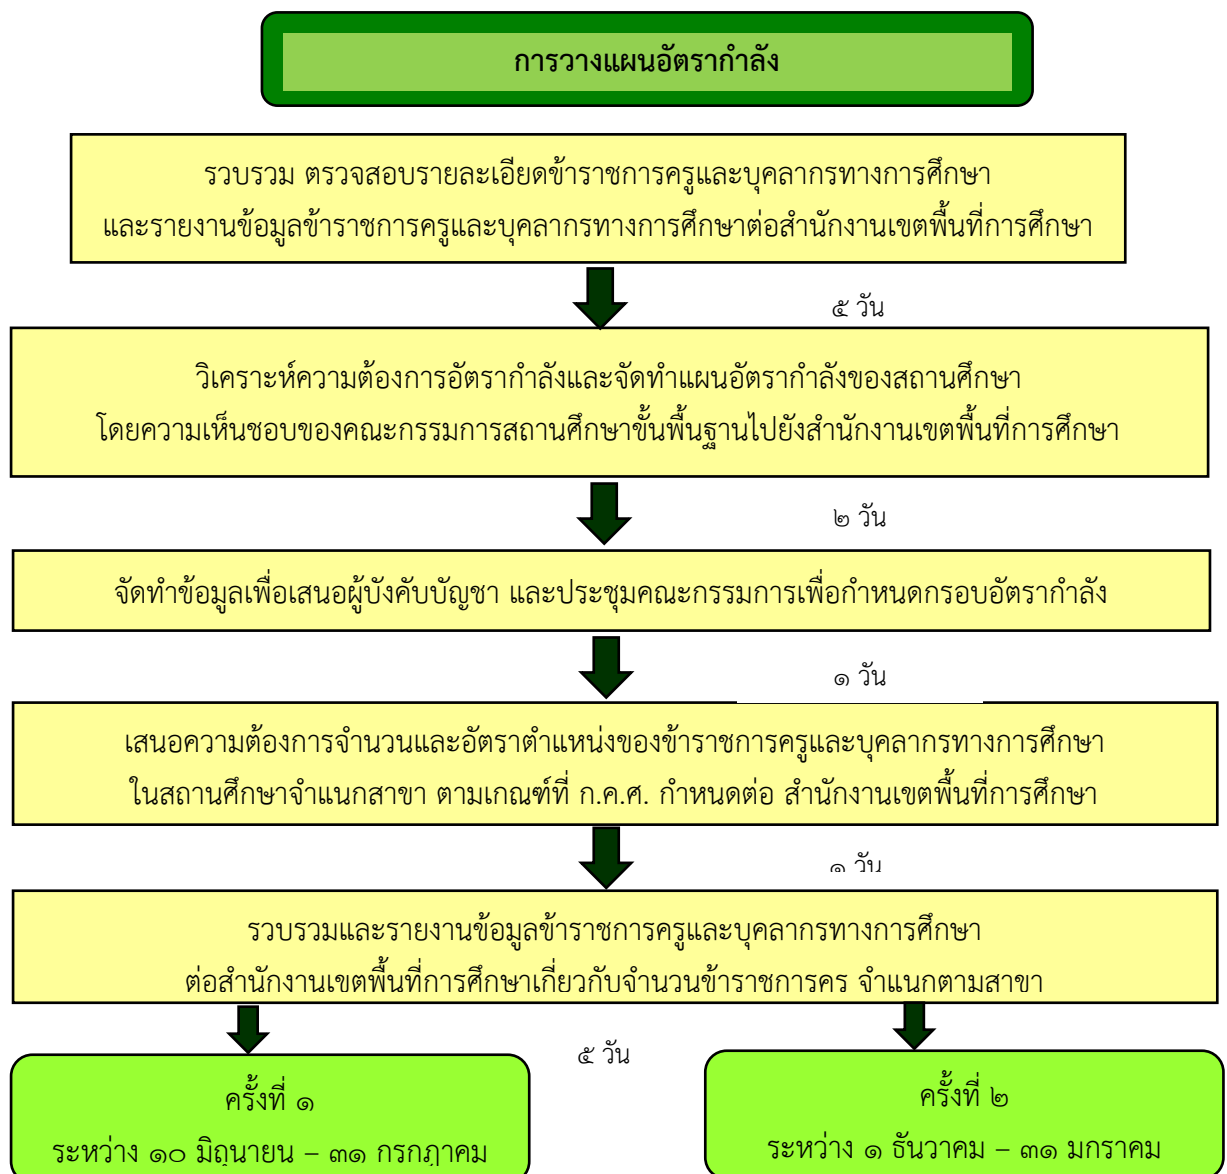 การวางแผนอัตรากำลัง
รวบรวม ตรวจสอบรายละเอียดข้าราชการครูและบุคลากรทางการศึกษา
และรายงานข้อมูลข้าราชการครูและบุคลากรทางการศึกษาต่อสำนักงานเขตพื้นที่การศึกษา
๕ วัน
วิเคราะห์ความต้องการอัตรากำลังและจัดทำแผนอัตรากำลังของสถานศึกษา
โดยความเห็นชอบของคณะกรรมการสถานศึกษาขั้นพื้นฐานไปยังสำนักงานเขตพื้นที่การศึกษา
๒ วัน
จัดทำข้อมูลเพื่อเสนอผู้บังคับบัญชา และประชุมคณะกรรมการเพื่อกำหนดกรอบอัตรากำลัง
๑ วัน
เสนอความต้องการจำนวนและอัตราตำแหน่งของข้าราชการครูและบุคลากรทางการศึกษา
ในสถานศึกษาจำแนกสาขา ตามเกณฑ์ที่ ก.ค.ศ. กำหนดต่อ สำนักงานเขตพื้นที่การศึกษา
๑ วัน
รวบรวมและรายงานข้อมูลข้าราชการครูและบุคลากรทางการศึกษา
ต่อสำนักงานเขตพื้นที่การศึกษาเกี่ยวกับจำนวนข้าราชการคร จำแนกตามสาขา
๕ วัน
ครั้งที่ ๑
ระหว่าง ๑๐ มิถุนายน – ๓๑ กรกฎาคม
ครั้งที่ ๒
ระหว่าง ๑ ธันวาคม – ๓๑ มกราคม